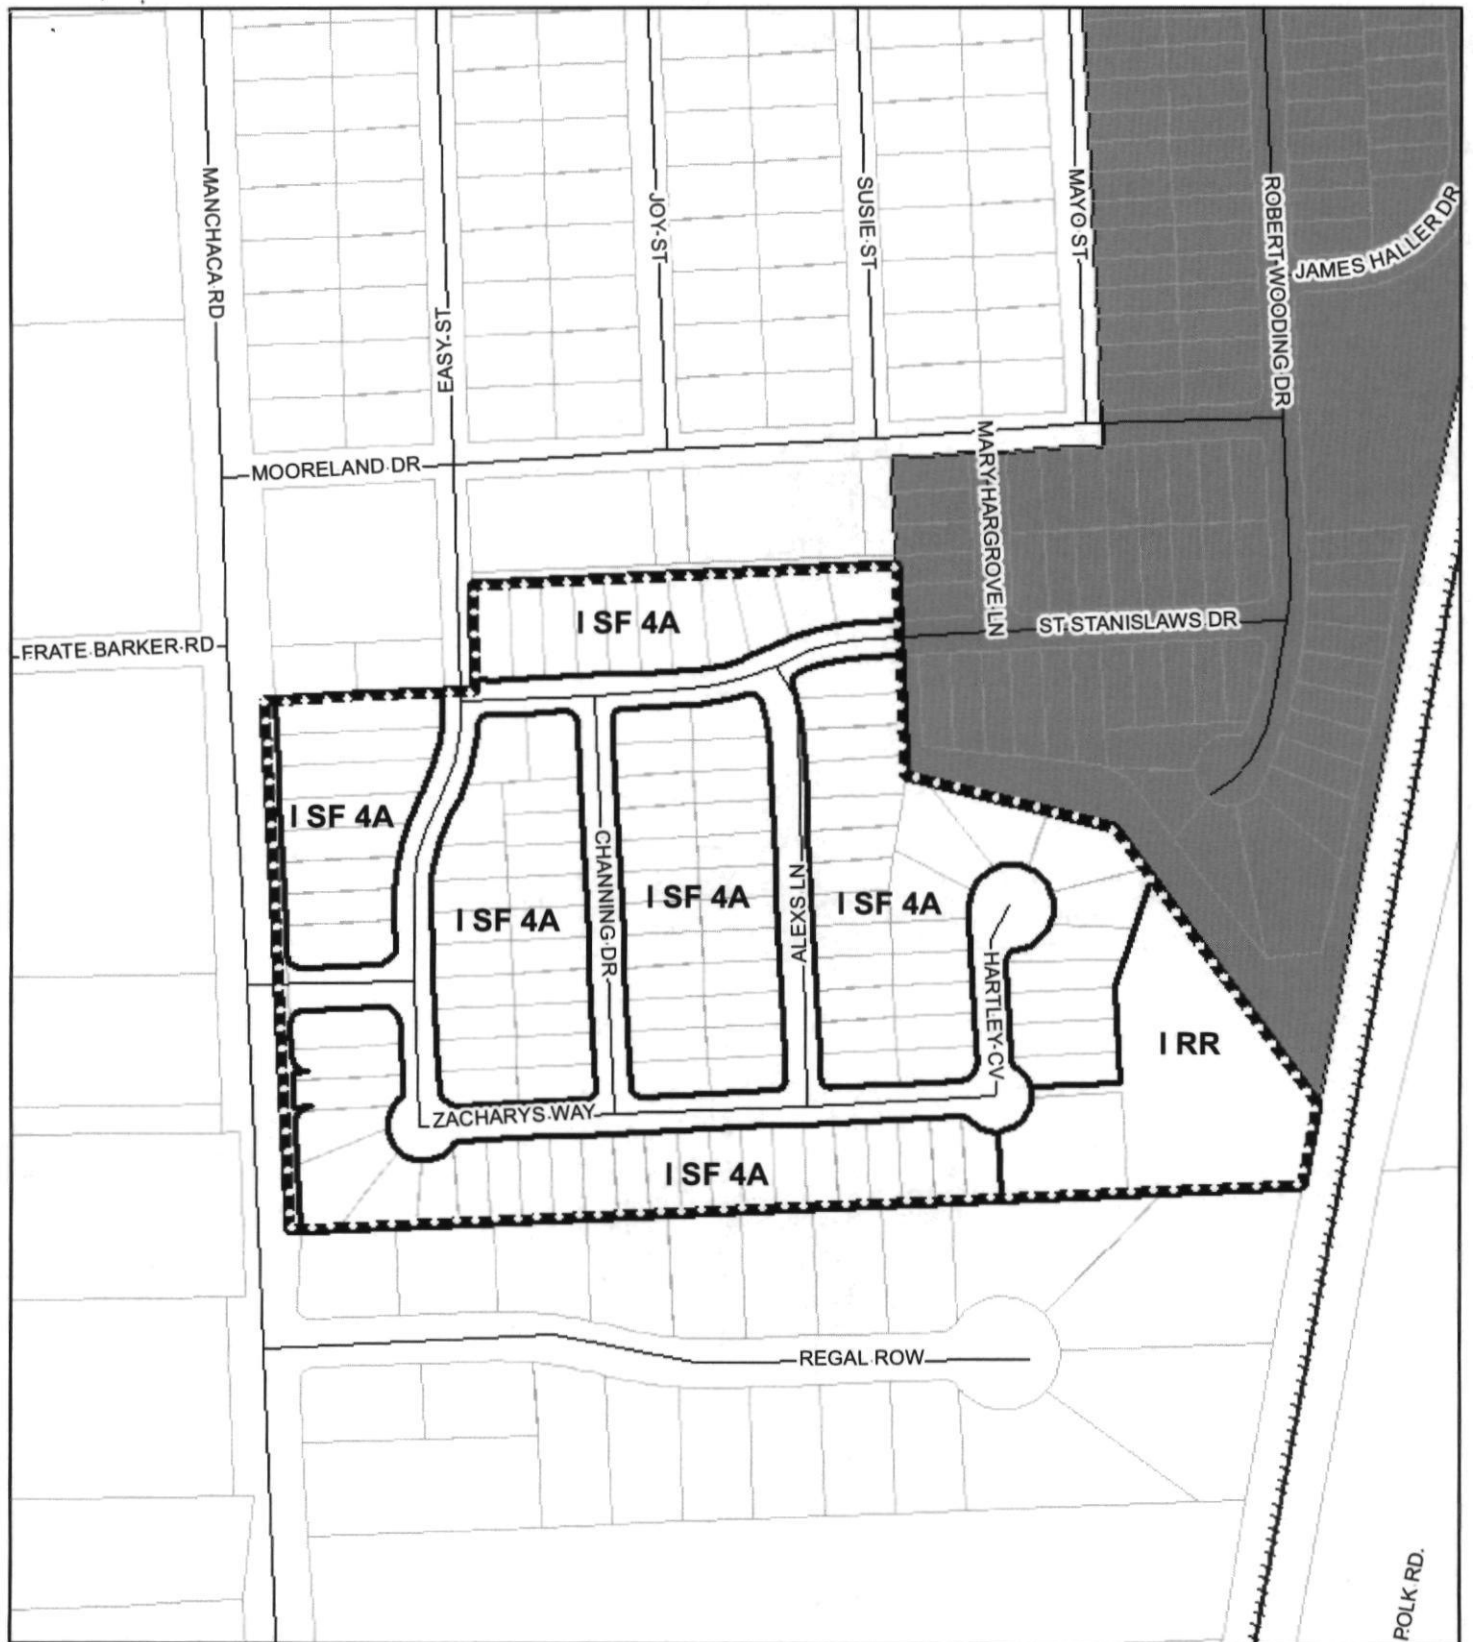 MANCHACA RD
EASY ST
JOY ST
SUSIE ST
MAYO ST
ROBERT WOODING DR
JAMES HALLER DR
MOORELAND DR
MARY HARGROVE LN
FRATE BARKER RD
I SF 4A
ST STANISLAWS DR
I SF 4A
I SF 4A
CHANNING DR
I SF 4A
ALEXS LN
I SF 4A
HARTLEY CV
I RR
ZACHARYS WAY
I SF 4A
REGAL ROW
POLK RD.